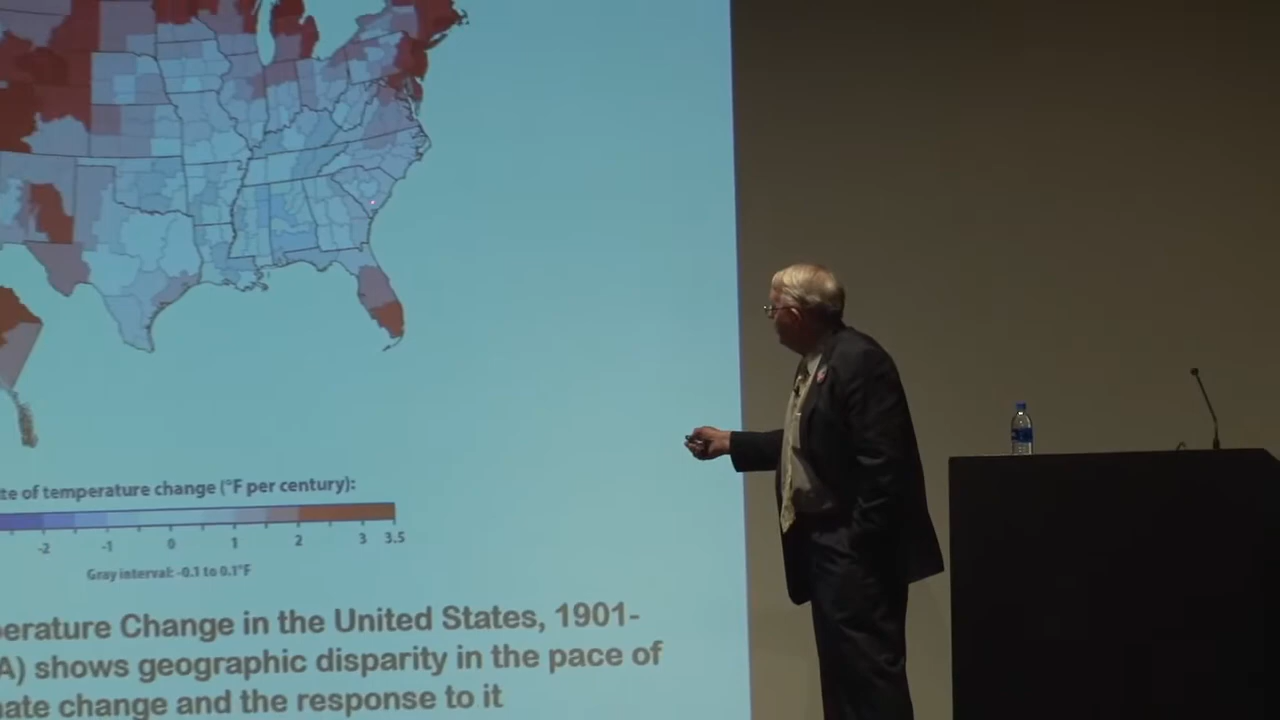 te of temperature change (°F per century):
-2 -1 0 1 2 3 3.5
Gray interval: -0.1 to 0.1°F
perature Change in the United States, 1901-
A) shows geographic disparity in the pace of
nate change and the response to it